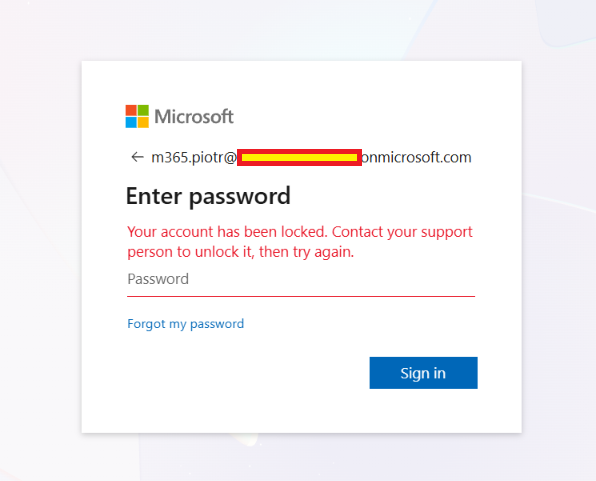 Microsoft
← m365.piotr@ onmicrosoft.com
Enter password
Your account has been locked. Contact your support
person to unlock it, then try again.
Password
Forgot my password
Sign in